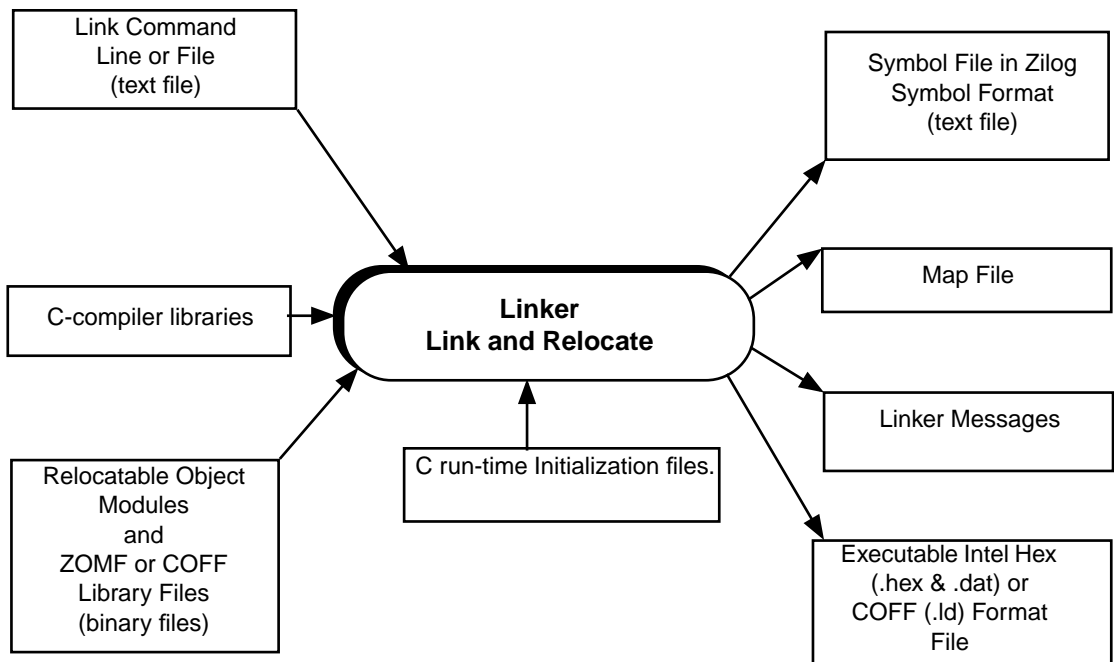 Link Command
Line or File
(text file)
Symbol File in Zilog
Symbol Format
(text file)
Map File
C-compiler libraries
Linker
Link and Relocate
Linker Messages
C run-time Initialization files.
Relocatable Object
Modules
and
ZOMF or COFF
Library Files
(binary files)
Executable Intel Hex
(.hex & .dat) or
COFF (.ld) Format
File